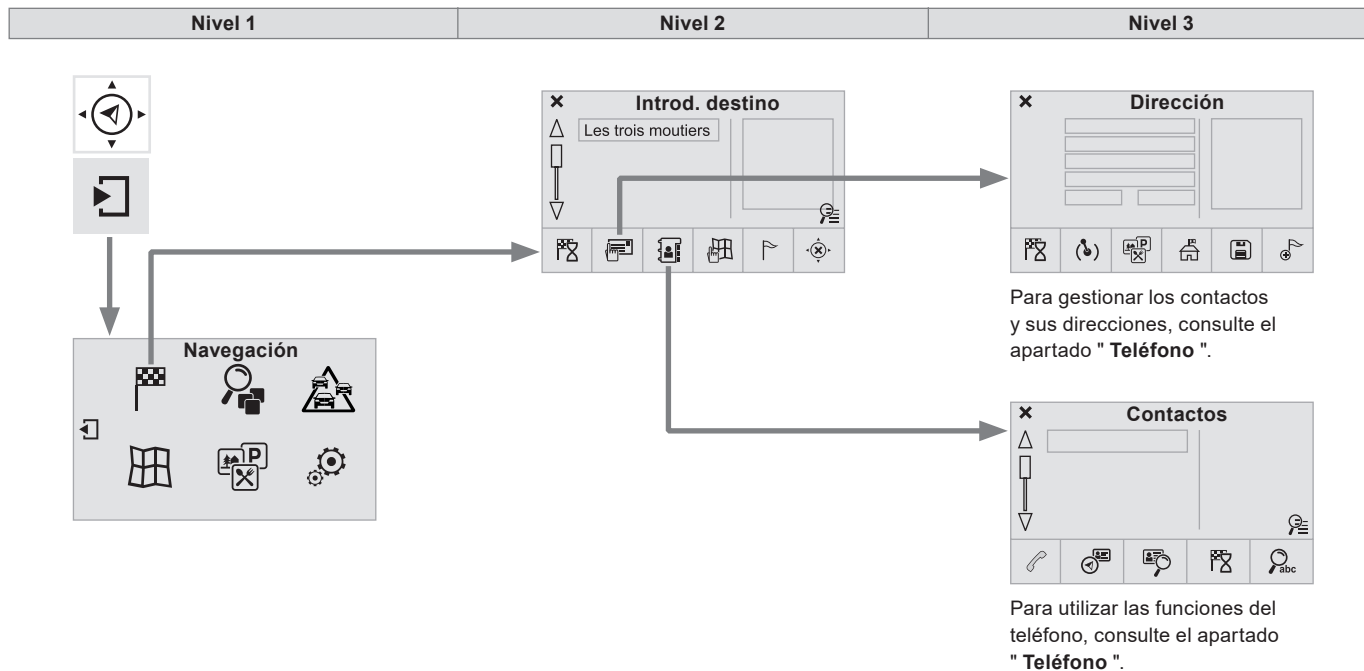 Nivel 1
Nivel 2
Nivel 3
Introd. destino
Les trois moutiers
Dirección
P
Para gestionar los contactos
y sus direcciones, consulte el
apartado " Teléfono ".
Navegación
P
Contactos
abc
Para utilizar las funciones del
teléfono, consulte el apartado
" Teléfono ".